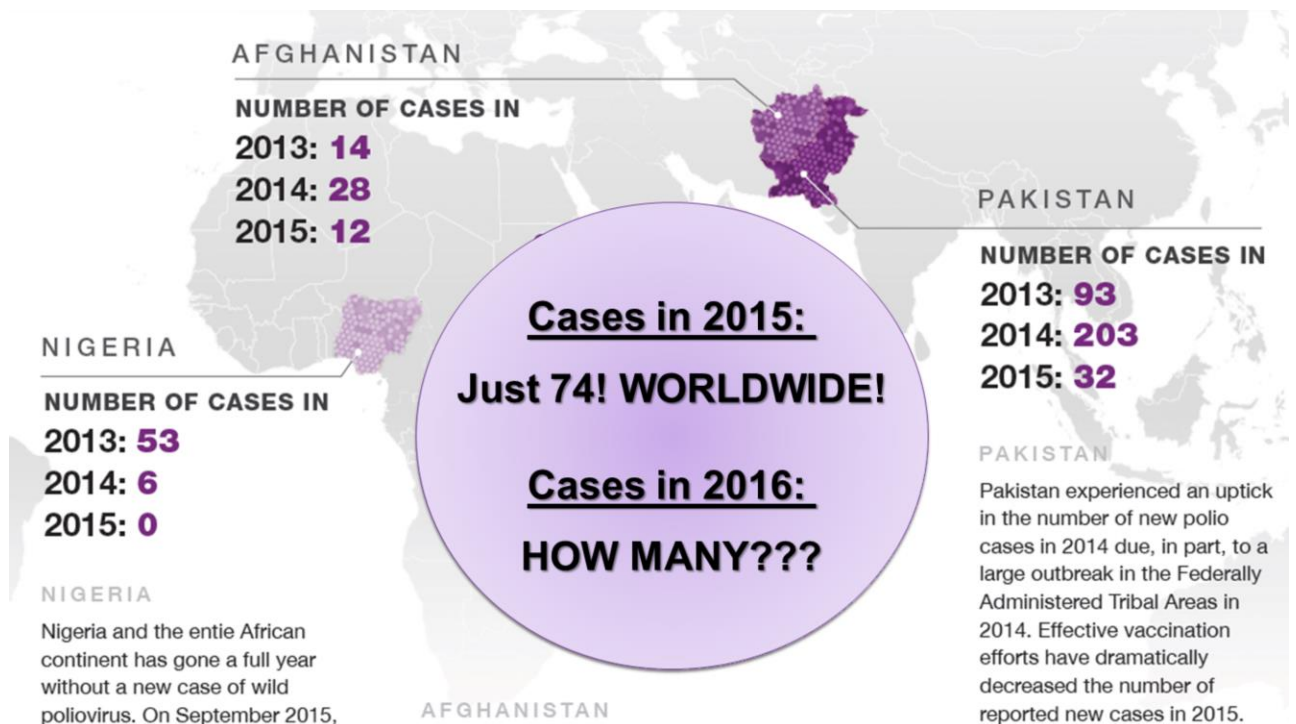 AFGHANISTAN
NUMBER OF CASES IN
2013: 14
2014: 28
2015: 12
PAKISTAN
NUMBER OF CASES IN
2013: 93
2014: 203
2015: 32
NIGERIA
NUMBER OF CASES IN
2013: 53
2014: 6
2015: 0
Cases in 2015:
Just 74! WORLDWIDE!
Cases in 2016:
HOW MANY???
NIGERIA
Nigeria and the entie African
continent has gone a full year
without a new case of wild
poliovirus. On September 2015,
AFGHANISTAN
PAKISTAN
Pakistan experienced an uptick
in the number of new polio
cases in 2014 due, in part, to a
large outbreak in the Federally
Administered Tribal Areas in
2014. Effective vaccination
efforts have dramatically
decreased the number of
reported new cases in 2015.